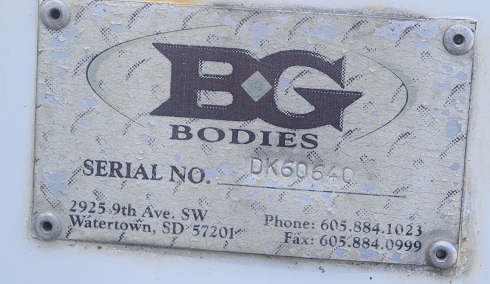 B G
BODIES
SERIAL NO. DK60640
2925 9th Ave. SW
Watertown, SD 57201
Phone: 605.884.1023
Fax: 605.884.0999